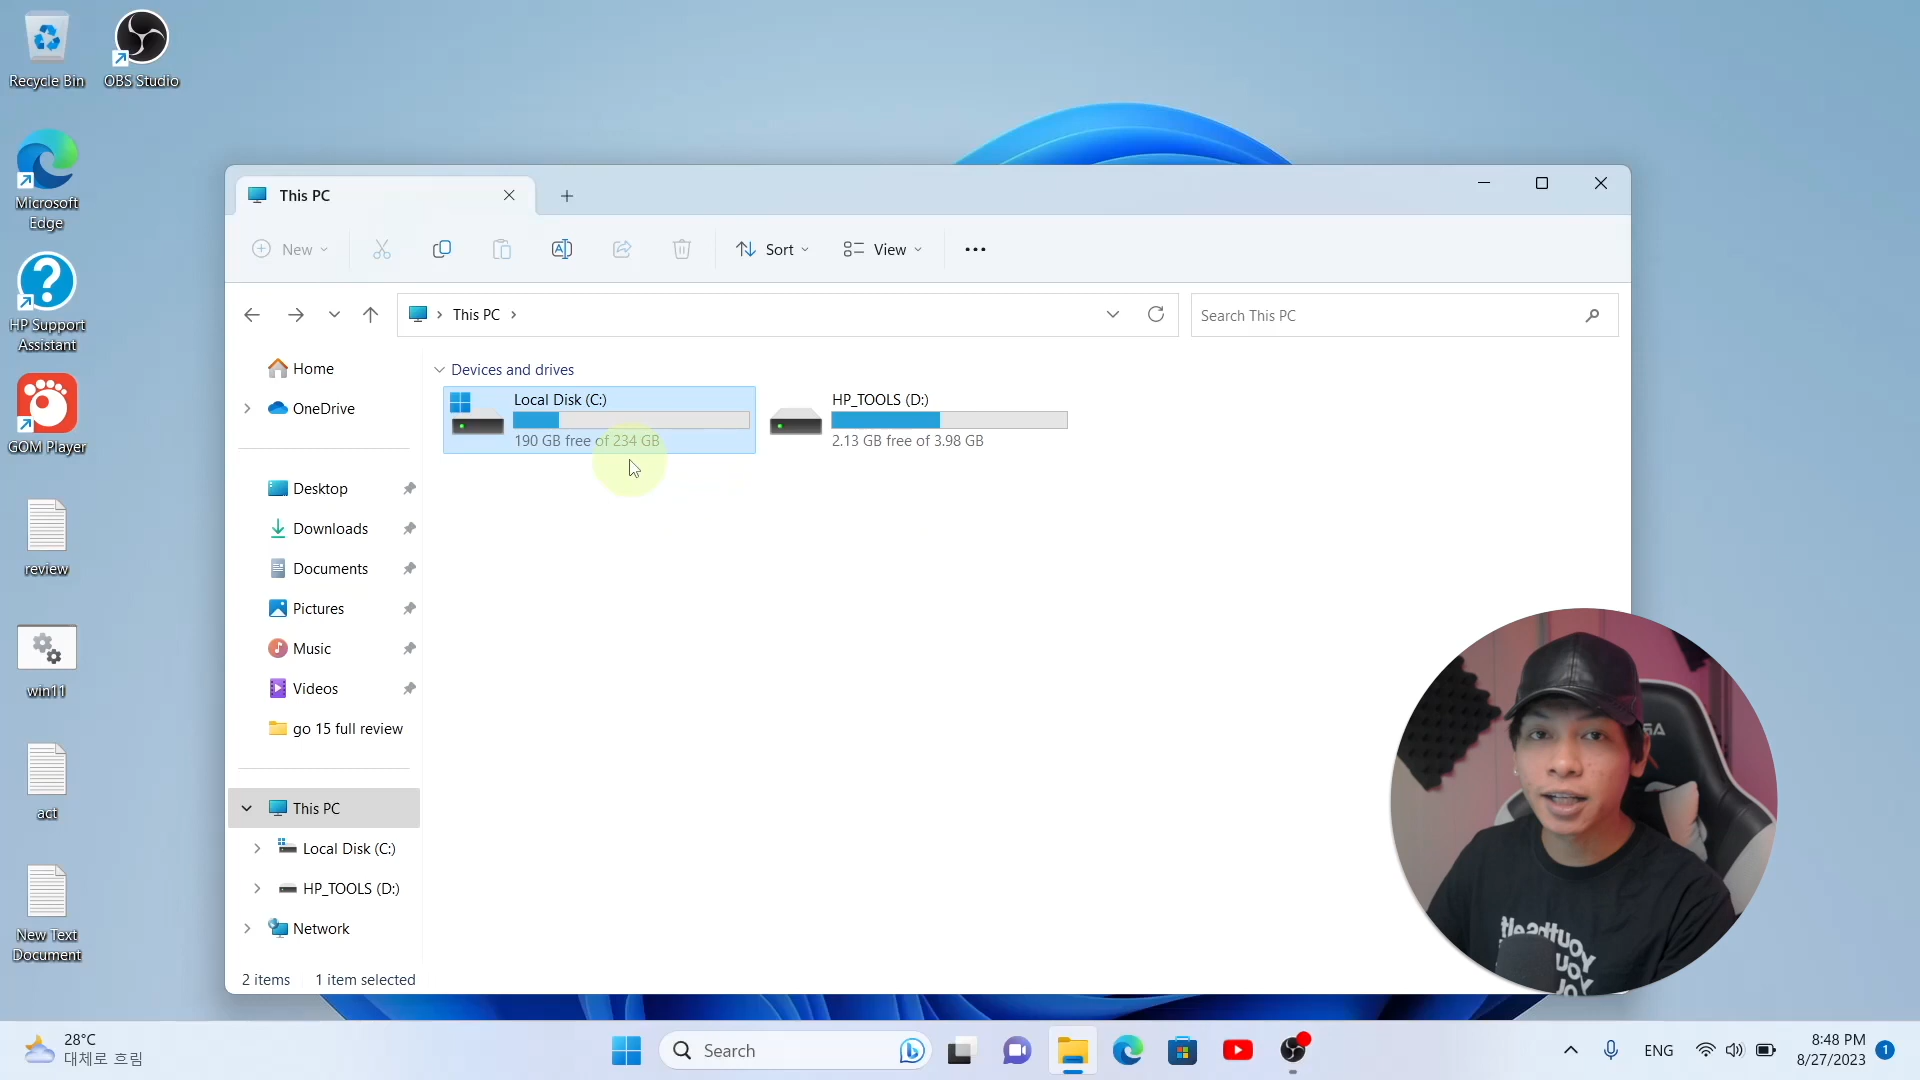 Recycle Bin
OBS Studio
Microsoft
Edge
HP Support
Assistant
GOM Player
review
win11
act
New Text
Document
This PC
New
Sort
View
This PC
Search This PC
Home
OneDrive
Desktop
Downloads
Documents
Pictures
Music
Videos
go 15 full review
This PC
Local Disk (C:)
HP_TOOLS (D:)
Network
Devices and drives
Local Disk (C:)
190 GB free of 234 GB
HP_TOOLS (D:)
2.13 GB free of 3.98 GB
2 items 1 item selected
28°C
대체로 흐림
Search
ENG
8:48 PM
8/27/2023
1